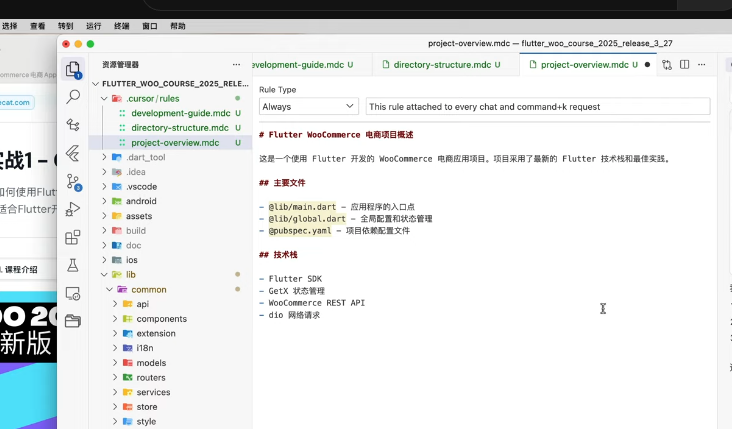 选择 查看 转到 运行 终端 窗口 帮助
project-overview.mdc — flutter_woo_course_2025_release_3_27
资源管理器
evelopment-guide.mdc U
directory-structure.mdc U
project-overview.mdc U
FLUTTER_WOO_COURSE_2025_RELE...
Rule Type
.cursor/rules
Always
This rule attached to every chat and command+k request
development-guide.mdc U
directory-structure.mdc U
project-overview.mdc U
# Flutter WooCommerce 电商项目概述
这是一个使用 Flutter 开发的 WooCommerce 电商应用项目。项目采用了最新的 Flutter 技术栈和最佳实践。
## 主要文件
- @lib/main.dart - 应用程序的入口点
- @lib/global.dart - 全局配置和状态管理
- @pubspec.yaml - 项目依赖配置文件
## 技术栈
- Flutter SDK
- GetX 状态管理
- WooCommerce REST API
- dio 网络请求
.dart_tool
.idea
.vscode
android
assets
build
doc
ios
lib
common
api
components
extension
i18n
models
routers
services
store
style
1
3
ommerce 电商 App
cat.com
实战1 –
如何使用Flut
适合Flutter开
. 课程介绍
OO 20
新版